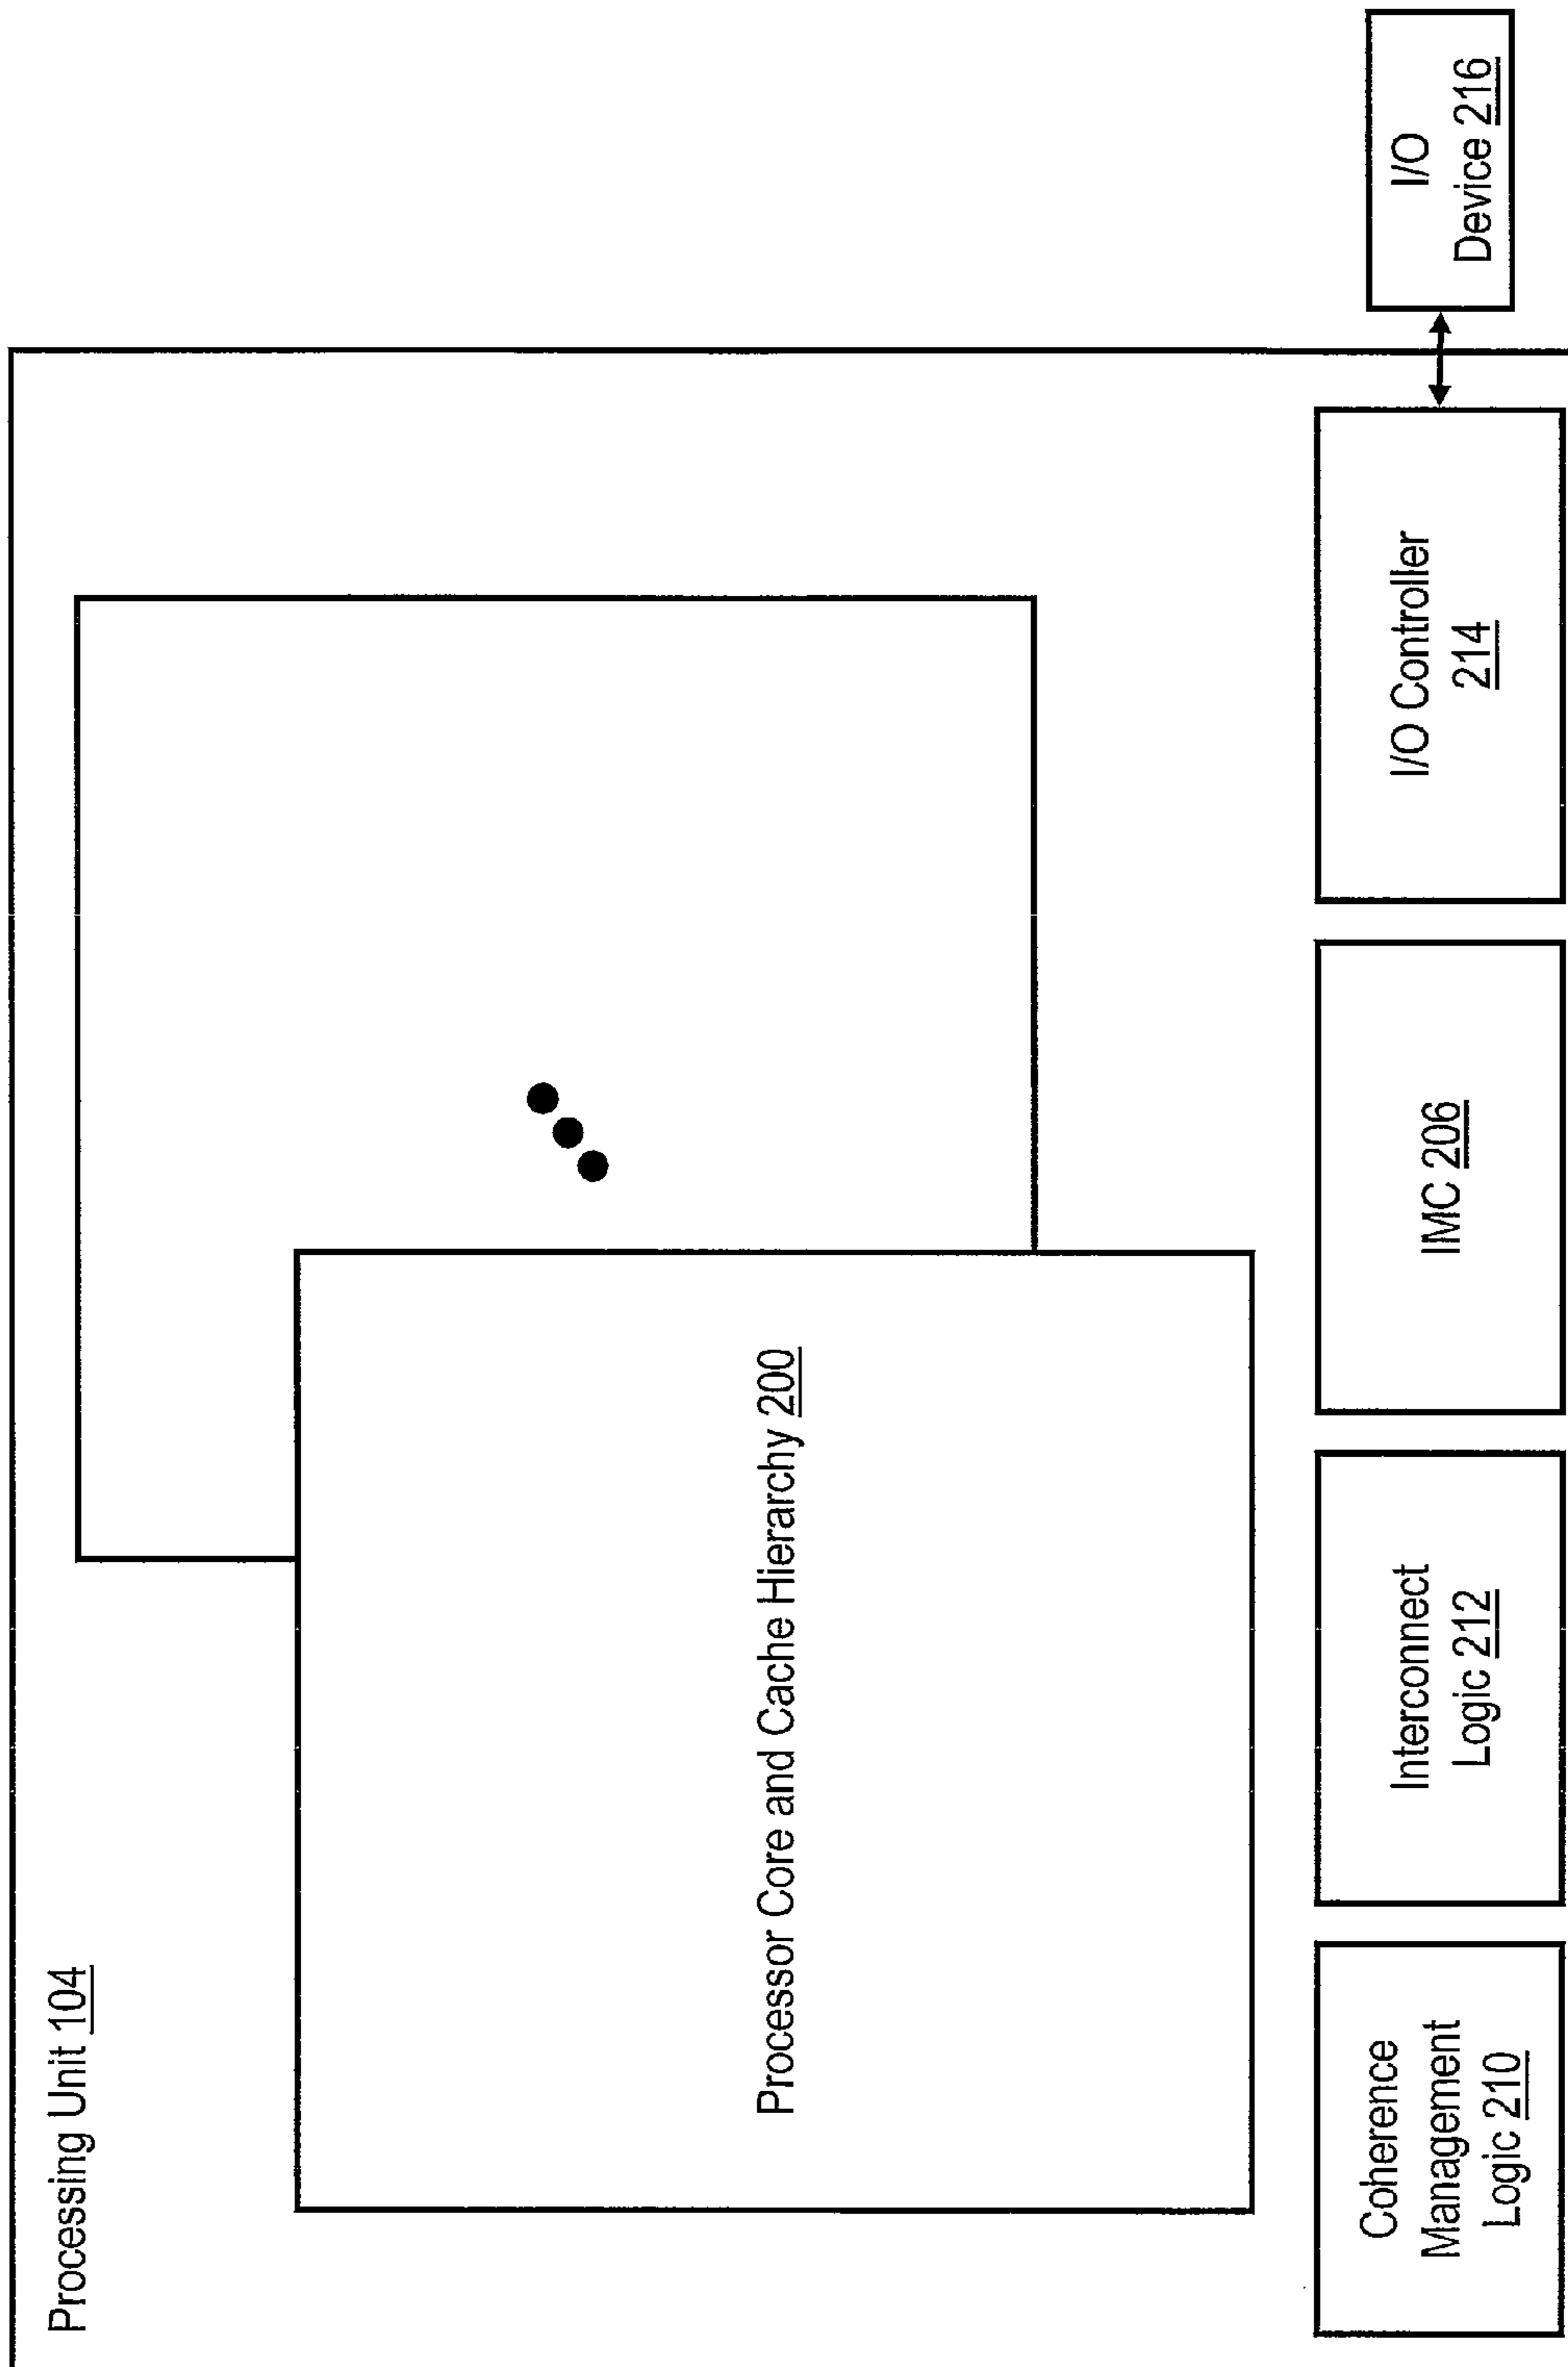 Processing Unit 104
Processor Core and Cache Hierarchy 200
Coherence
Management
Logic 210
Interconnect
Logic 212
IMC 206
I/O Controller
214
I/O
Device 216